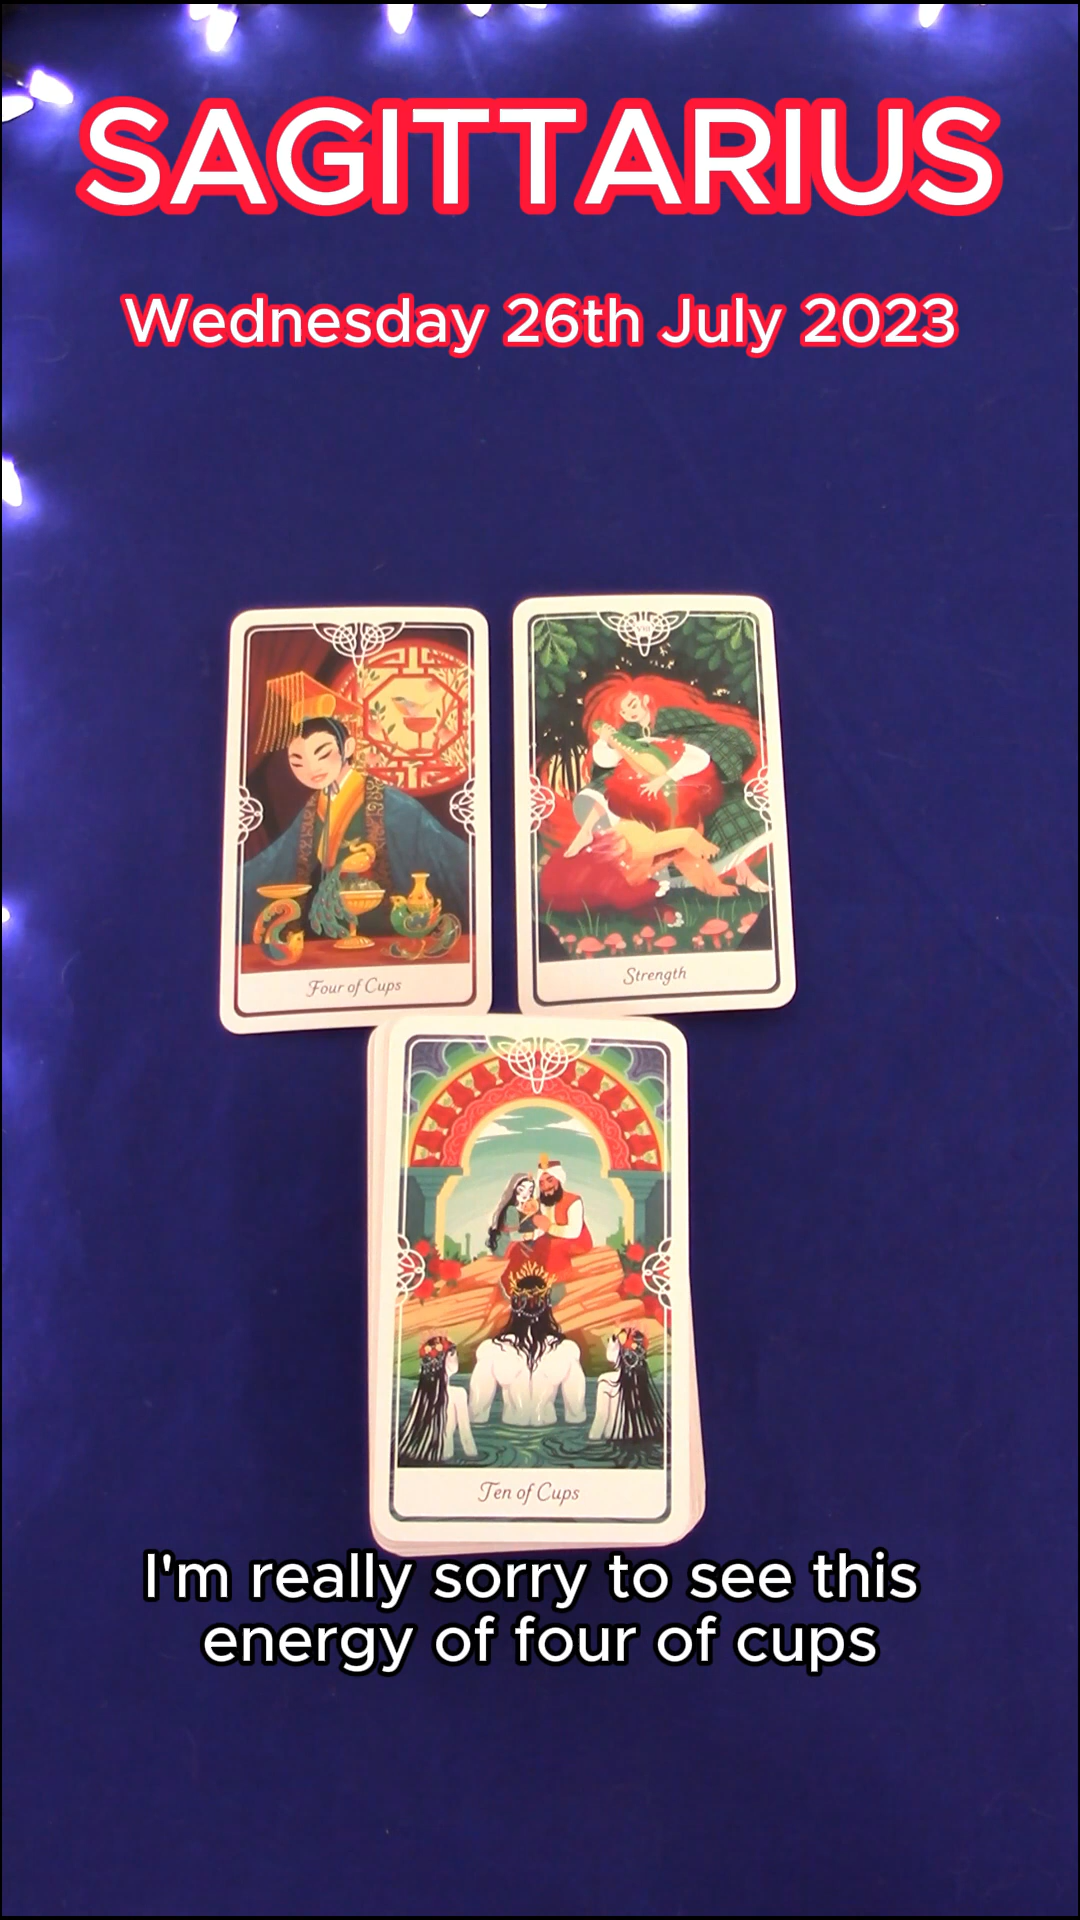 SAGITTARIUS
Wednesday 26th July 2023
Four of Cups
Strength
Ten of Cups
I'm really sorry to see this
energy of four of cups